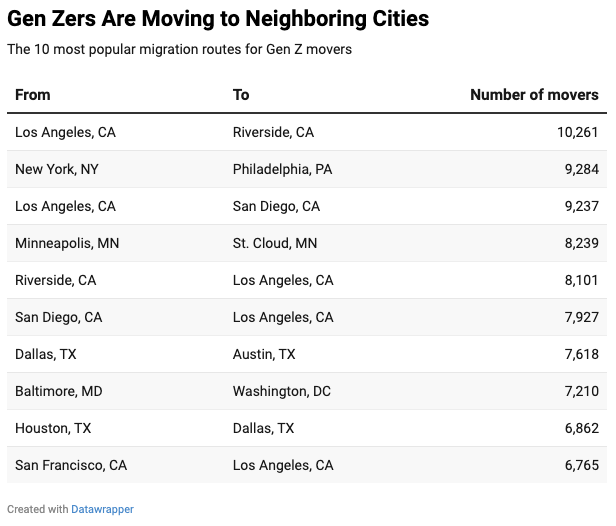 Gen Zers Are Moving to Neighboring Cities
The 10 most popular migration routes for Gen Z movers
From To Number of movers
Los Angeles, CA Riverside, CA 10,261
New York, NY Philadelphia, PA 9,284
Los Angeles, CA San Diego, CA 9,237
Minneapolis, MN St. Cloud, MN 8,239
Riverside, CA Los Angeles, CA 8,101
San Diego, CA Los Angeles, CA 7,927
Dallas, TX Austin, TX 7,618
Baltimore, MD Washington, DC 7,210
Houston, TX Dallas, TX 6,862
San Francisco, CA Los Angeles, CA 6,765
Created with Datawrapper